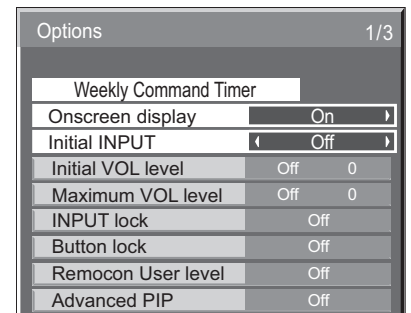 Options 1/3
Weekly Command Timer
Onscreen display On
Initial INPUT Off
Initial VOL level Off 0
Maximum VOL level Off 0
INPUT lock Off
Button lock Off
Remocon User level Off
Advanced PIP Off